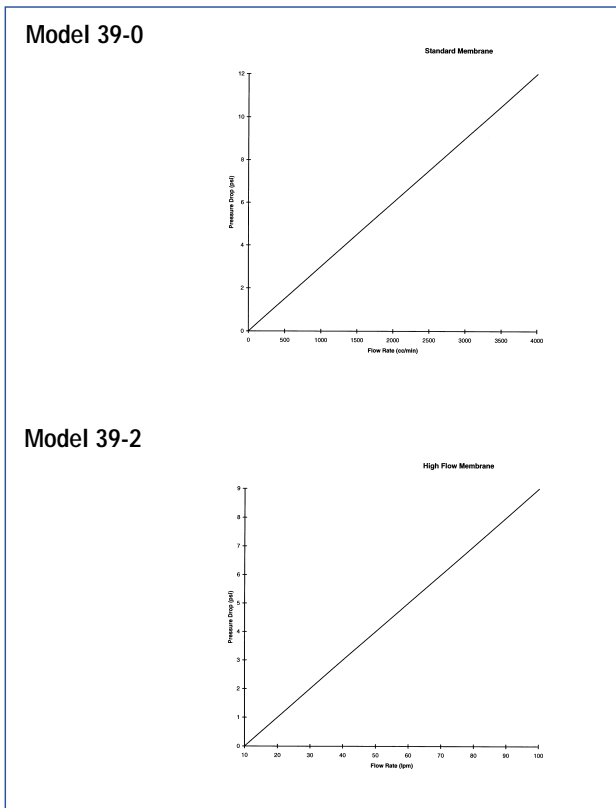 Model 39-0
Standard Membrane
12
10
8
6
4
2
0
Pressure Drop (psi)
0 500 1000 1500 2000 2500 3000 3500 4000
Flow Rate (cc/min)
Model 39-2
High Flow Membrane
9
8
7
6
5
4
3
2
1
0
Pressure Drop (psi)
10 20 30 40 50 60 70 80 90 100
Flow Rate (lpm)